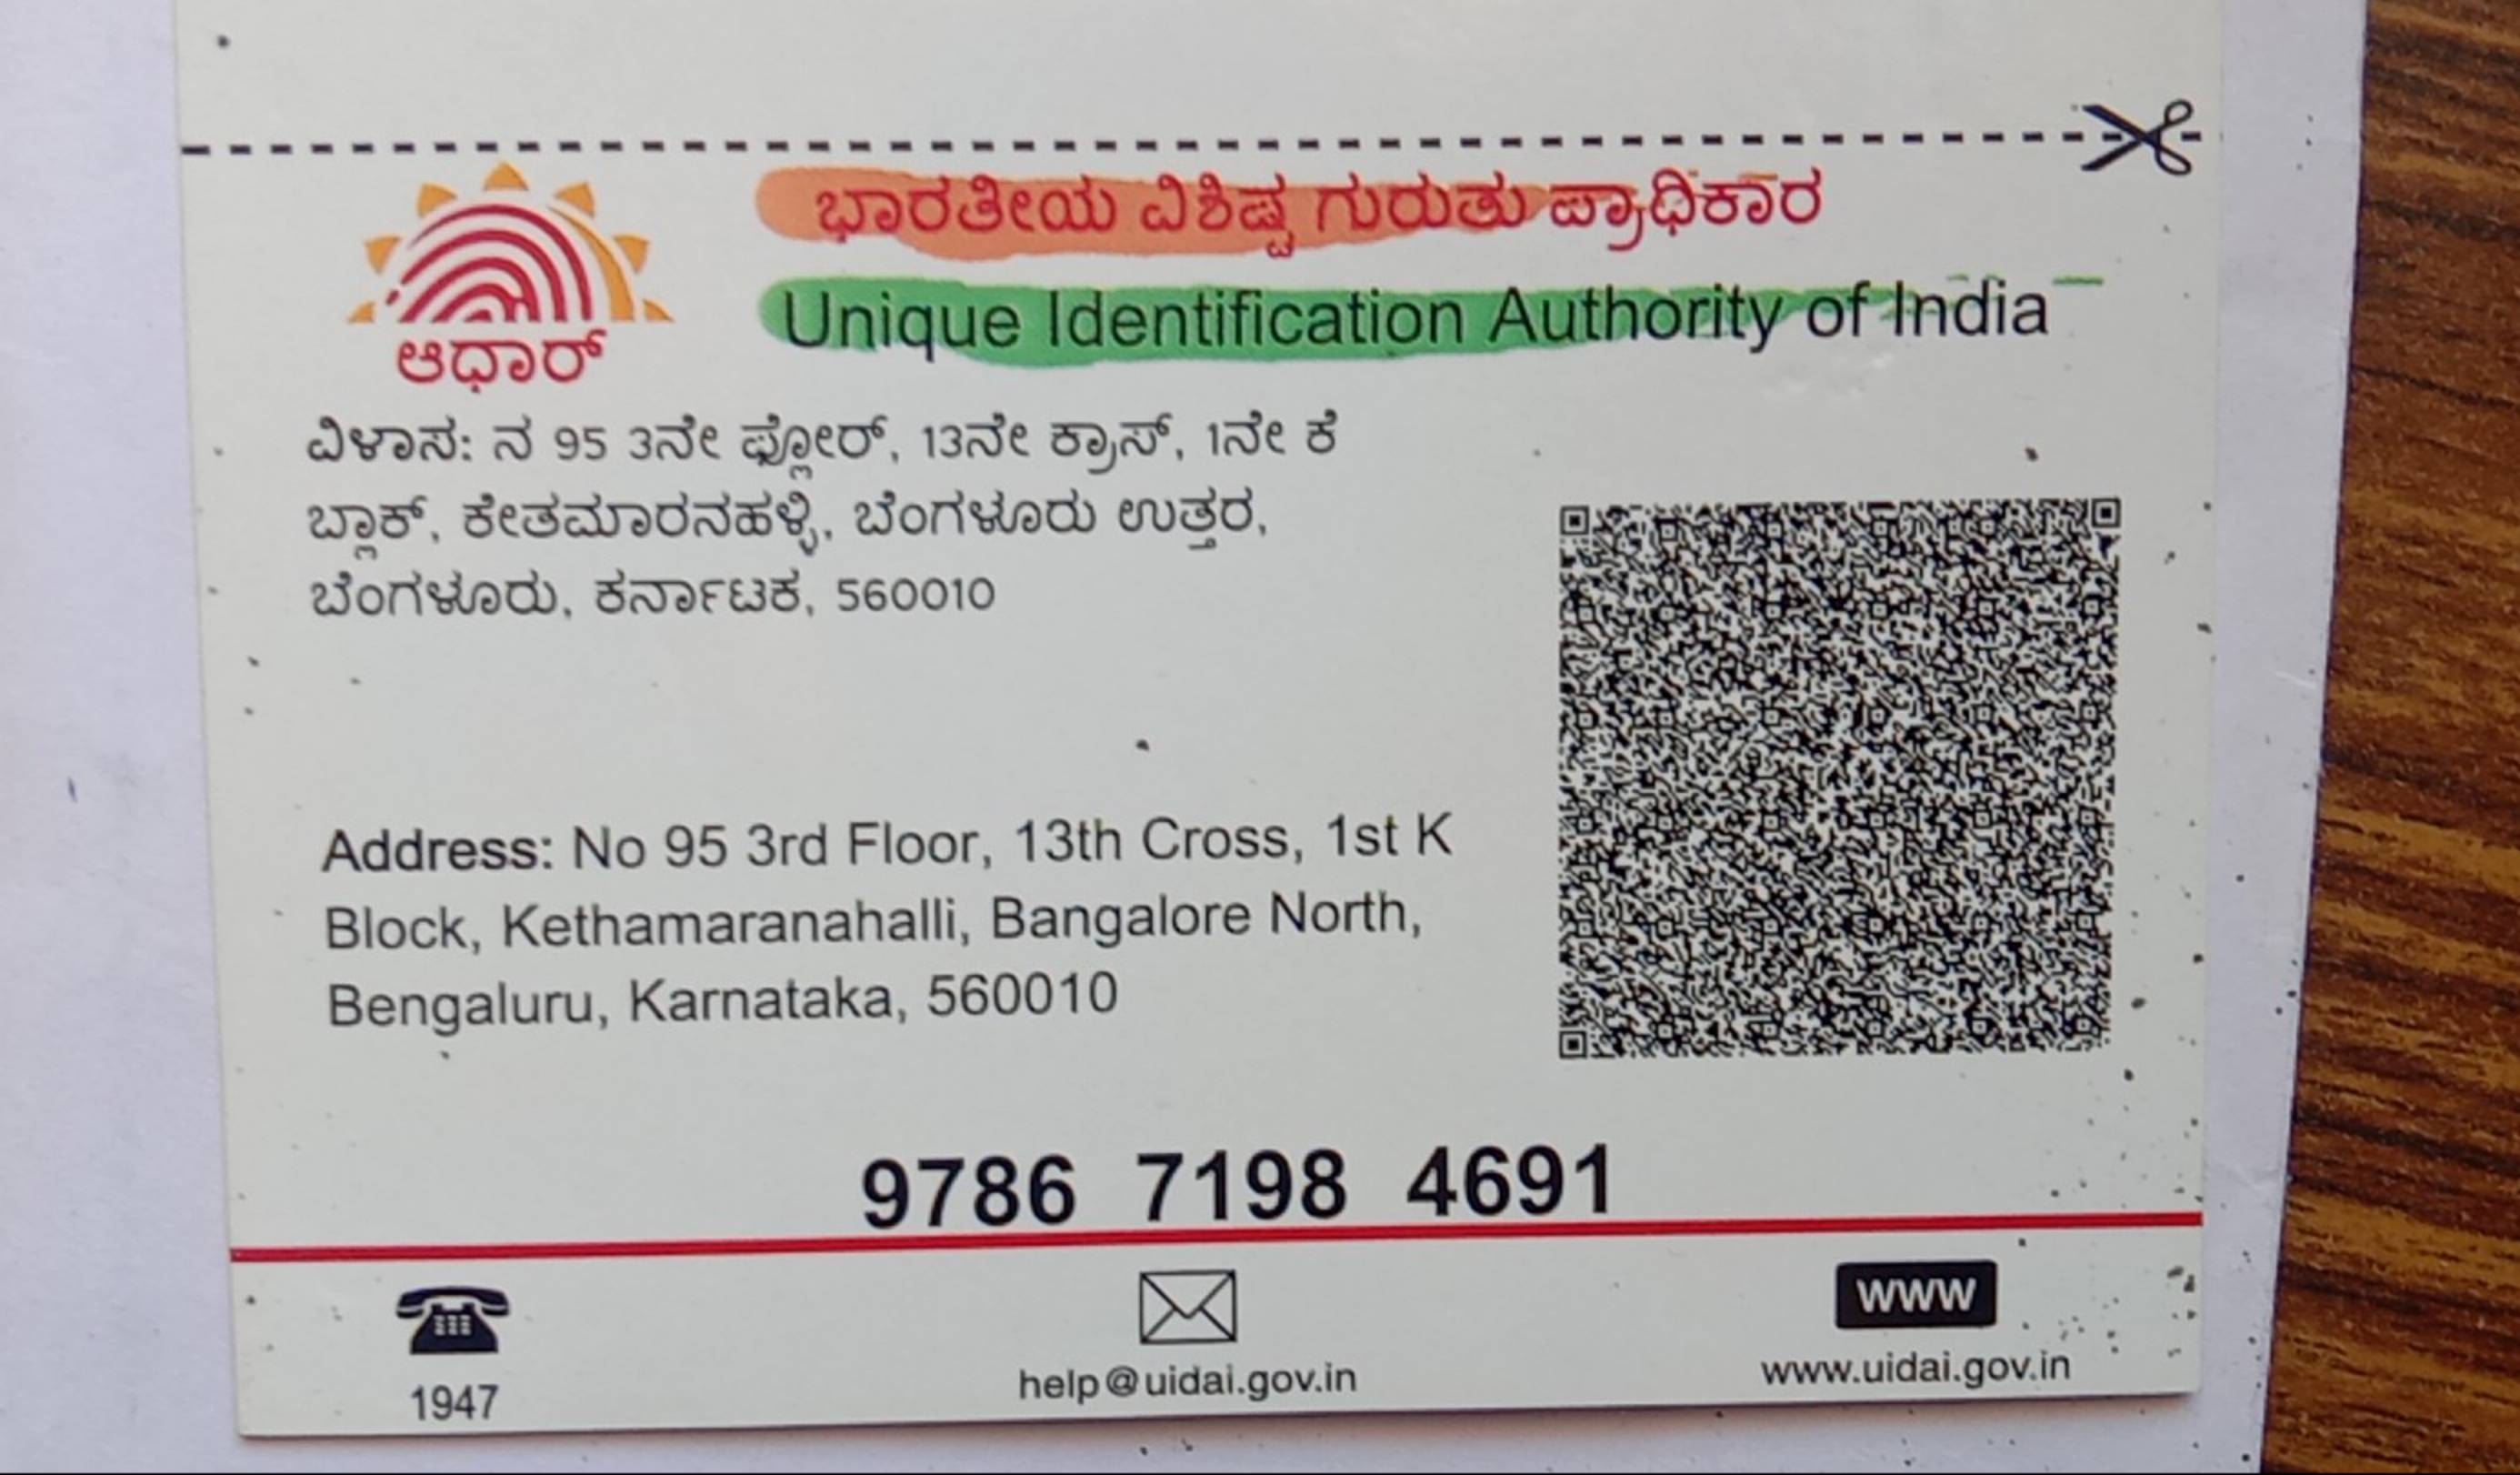 ಭಾರತೀಯ ವಿಶಿಷ್ಟ ಗುರುತು ಪ್ರಾಧಿಕಾರ
Unique Identification Authority of India
ಆಧಾರ್
ವಿಳಾಸ: ನ 95 3ನೇ ಫ್ಲೋರ್, 13ನೇ ಕ್ರಾಸ್, 1ನೇ ಕೆ
ಬ್ಲಾಕ್, ಕೇತಮಾರನಹಳ್ಳಿ, ಬೆಂಗಳೂರು ಉತ್ತರ,
ಬೆಂಗಳೂರು, ಕರ್ನಾಟಕ, 560010
Address: No 95 3rd Floor, 13th Cross, 1st K
Block, Kethamaranahalli, Bangalore North,
Bengaluru, Karnataka, 560010
9786 7198 4691
WWW
1947
help@uidai.gov.in
www.uidai.gov.in